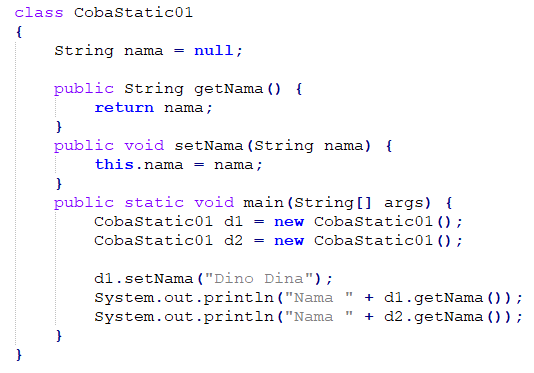 class CobaStatic01
{
    String nama = null;

    public String getNama() {
        return nama;
    }
    public void setNama(String nama) {
        this.nama = nama;
    }
    public static void main(String[] args) {
        CobaStatic01 d1 = new CobaStatic01();
        CobaStatic01 d2 = new CobaStatic01();

        d1.setNama("Dino Dina");
        System.out.println("Nama " + d1.getNama());
        System.out.println("Nama " + d2.getNama());
    }
}